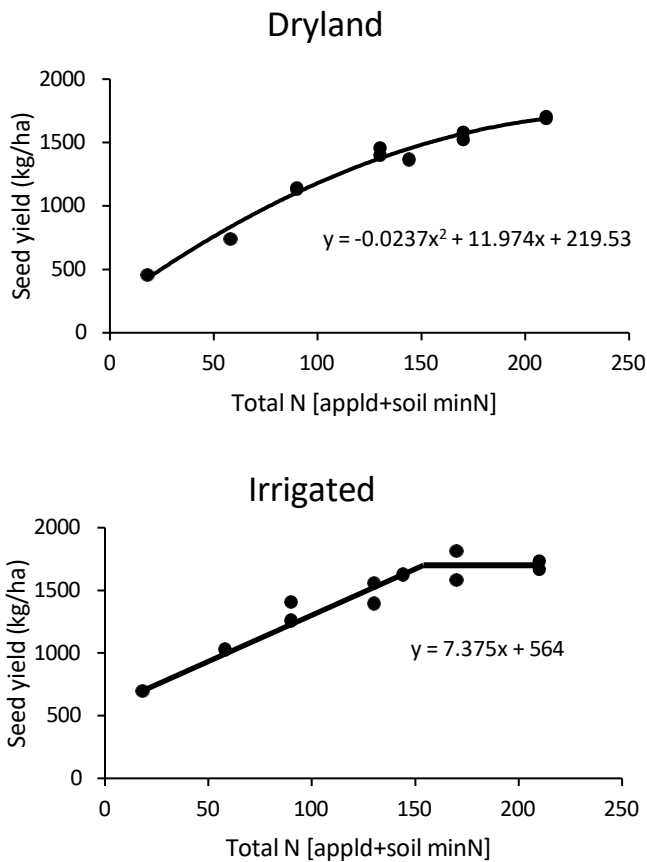 Dryland
2000
1500
1000
500
0
Seed yield (kg/ha)
y = -0.0237x² + 11.974x + 219.53
0 50 100 150 200 250
Total N [appld+soil minN]
Irrigated
2000
1500
1000
500
0
Seed yield (kg/ha)
y = 7.375x + 564
0 50 100 150 200 250
Total N [appld+soil minN]